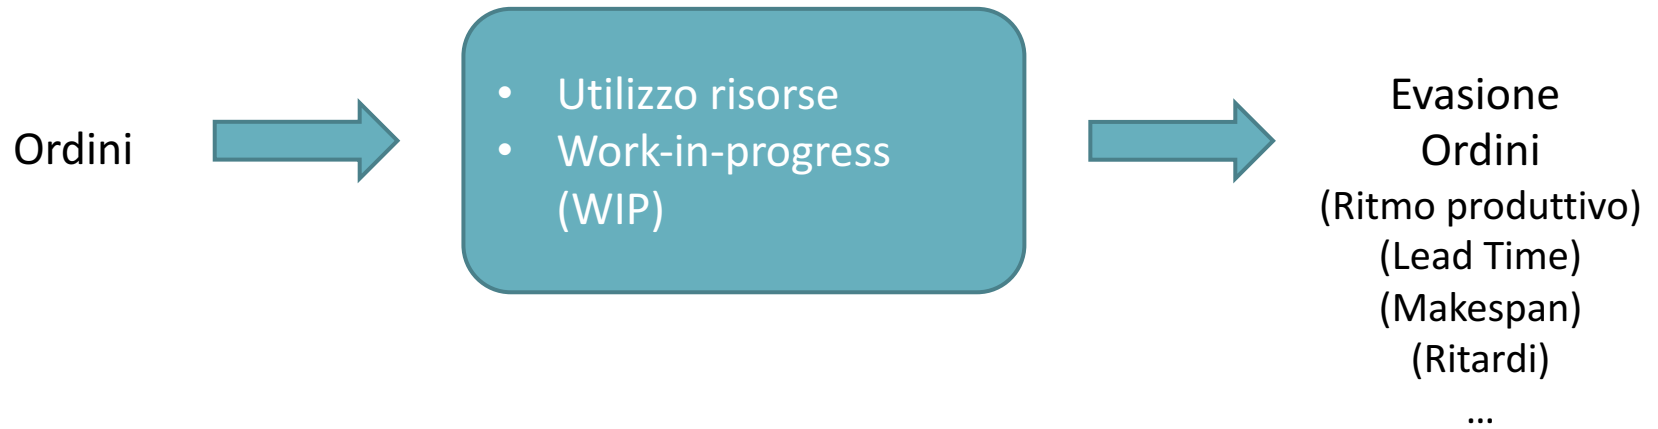 Ordini
• Utilizzo risorse
• Work-in-progress
(WIP)
Evasione
Ordini
(Ritmo produttivo)
(Lead Time)
(Makespan)
(Ritardi)
…